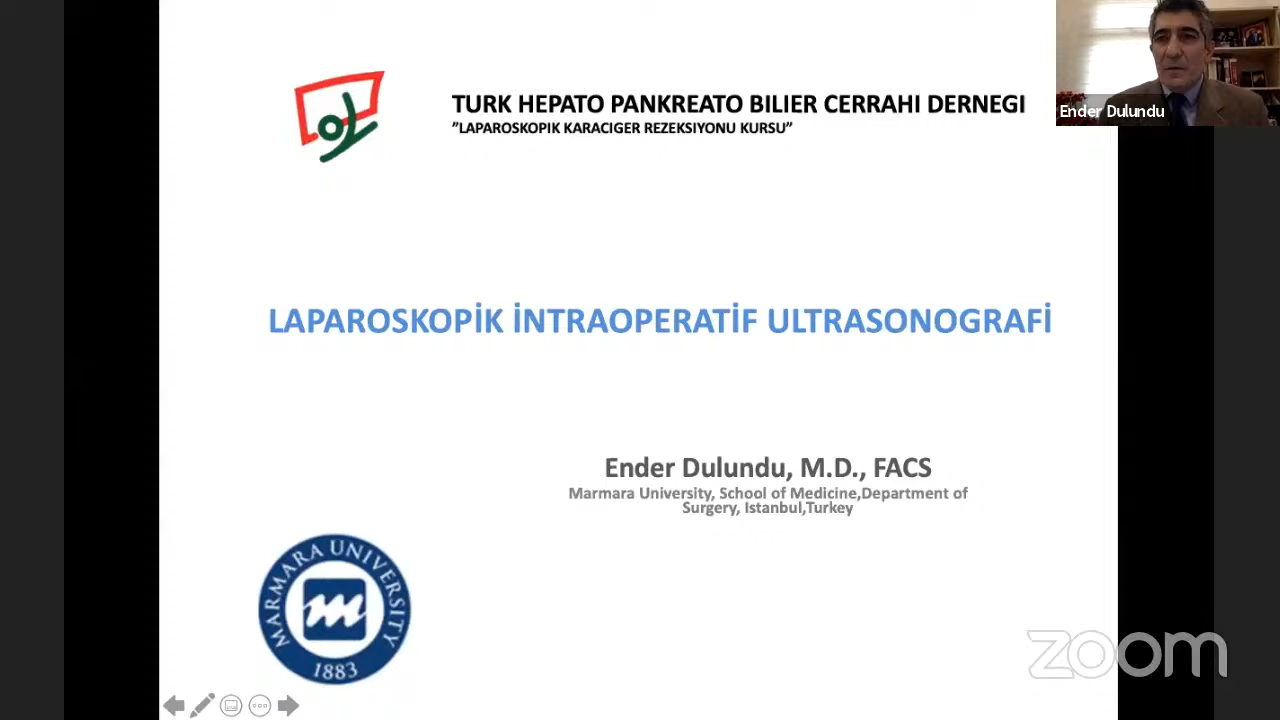 TURK HEPATO PANKREATO BILIER CERRAHI DERNEGI
”LAPAROSKOPIK KARACIGER REZEKSIYONU KURSU”
Ender Dulundu
LAPAROSKOPİK İNTRAOPERATİF ULTRASONOGRAFİ
Ender Dulundu, M.D., FACS
Marmara University, School of Medicine,Department of
Surgery, Istanbul,Turkey
MARMARA UNIVERSITY
m
1883
zoom